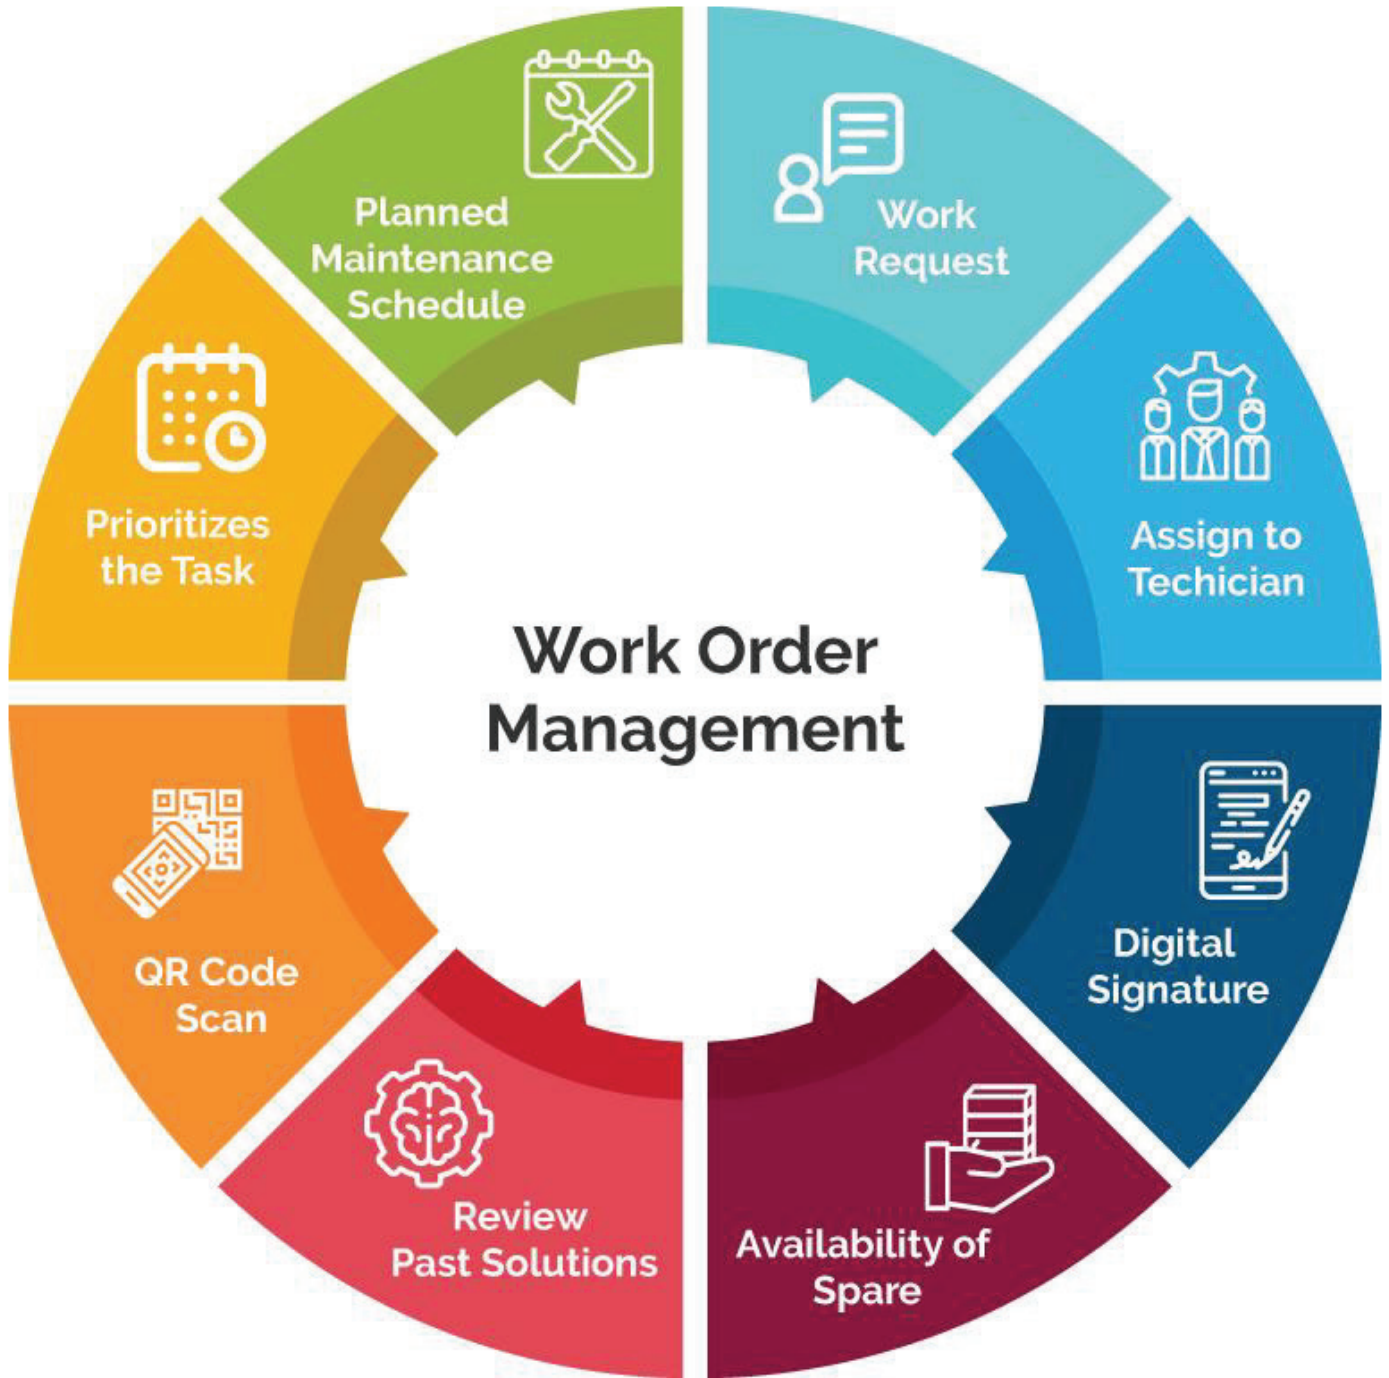 Planned
Maintenance
Schedule
Work
Request
Prioritizes
the Task
Assign to
Techician
Work Order
Management
QR Code
Scan
Digital
Signature
Review
Past Solutions
Availability of
Spare